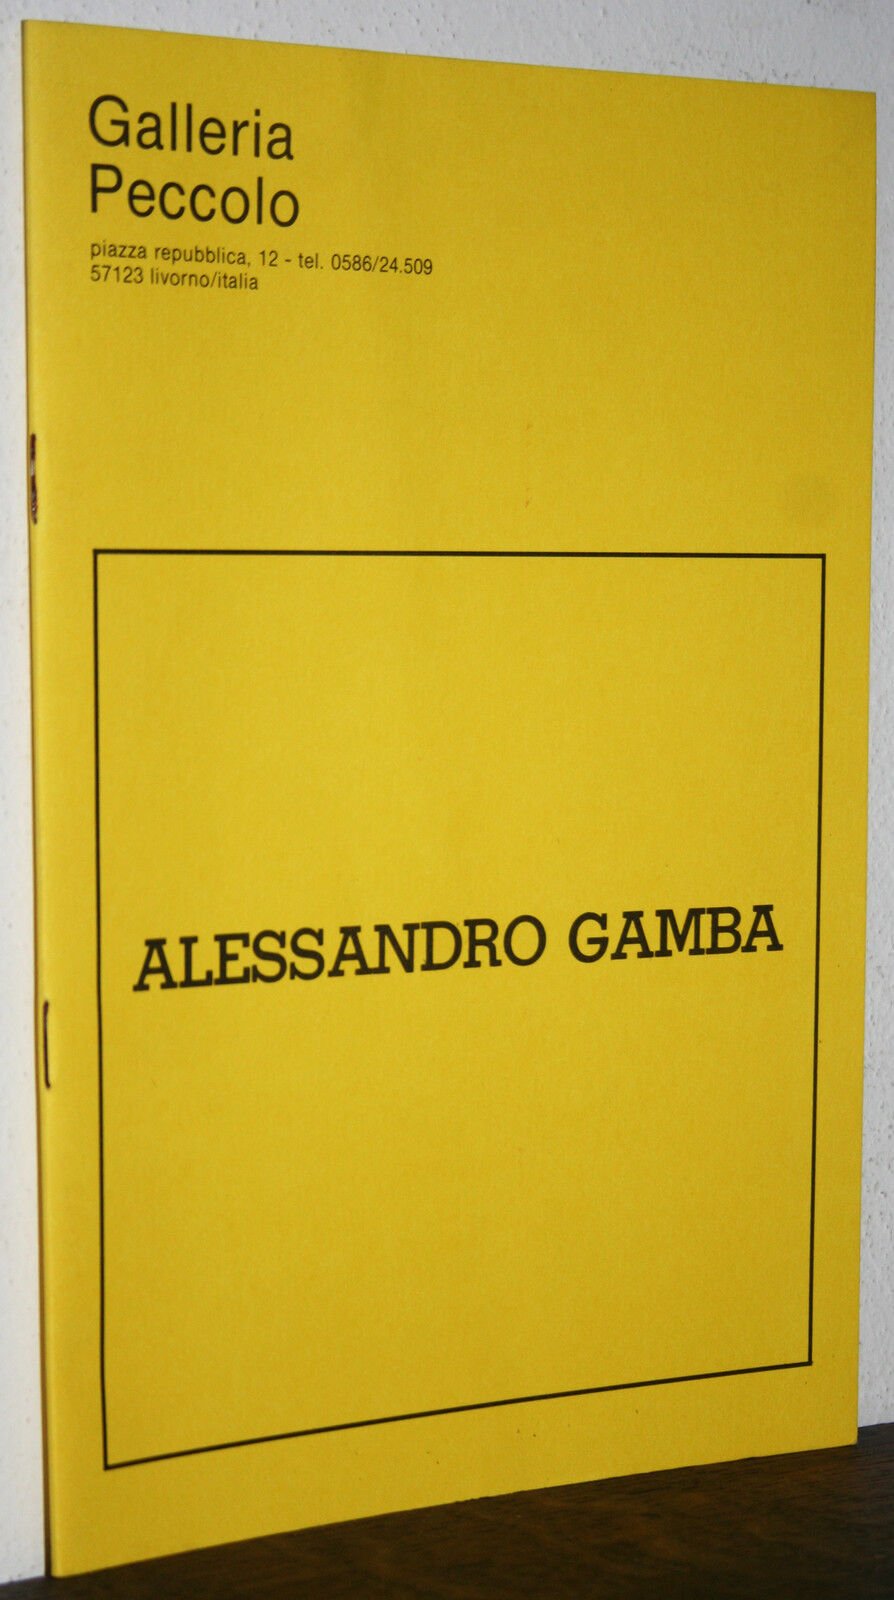 Galleria
Peccolo
piazza repubblica, 12 - tel. 0586/24.509
57123 livorno/italia
ALESSANDRO GAMBA